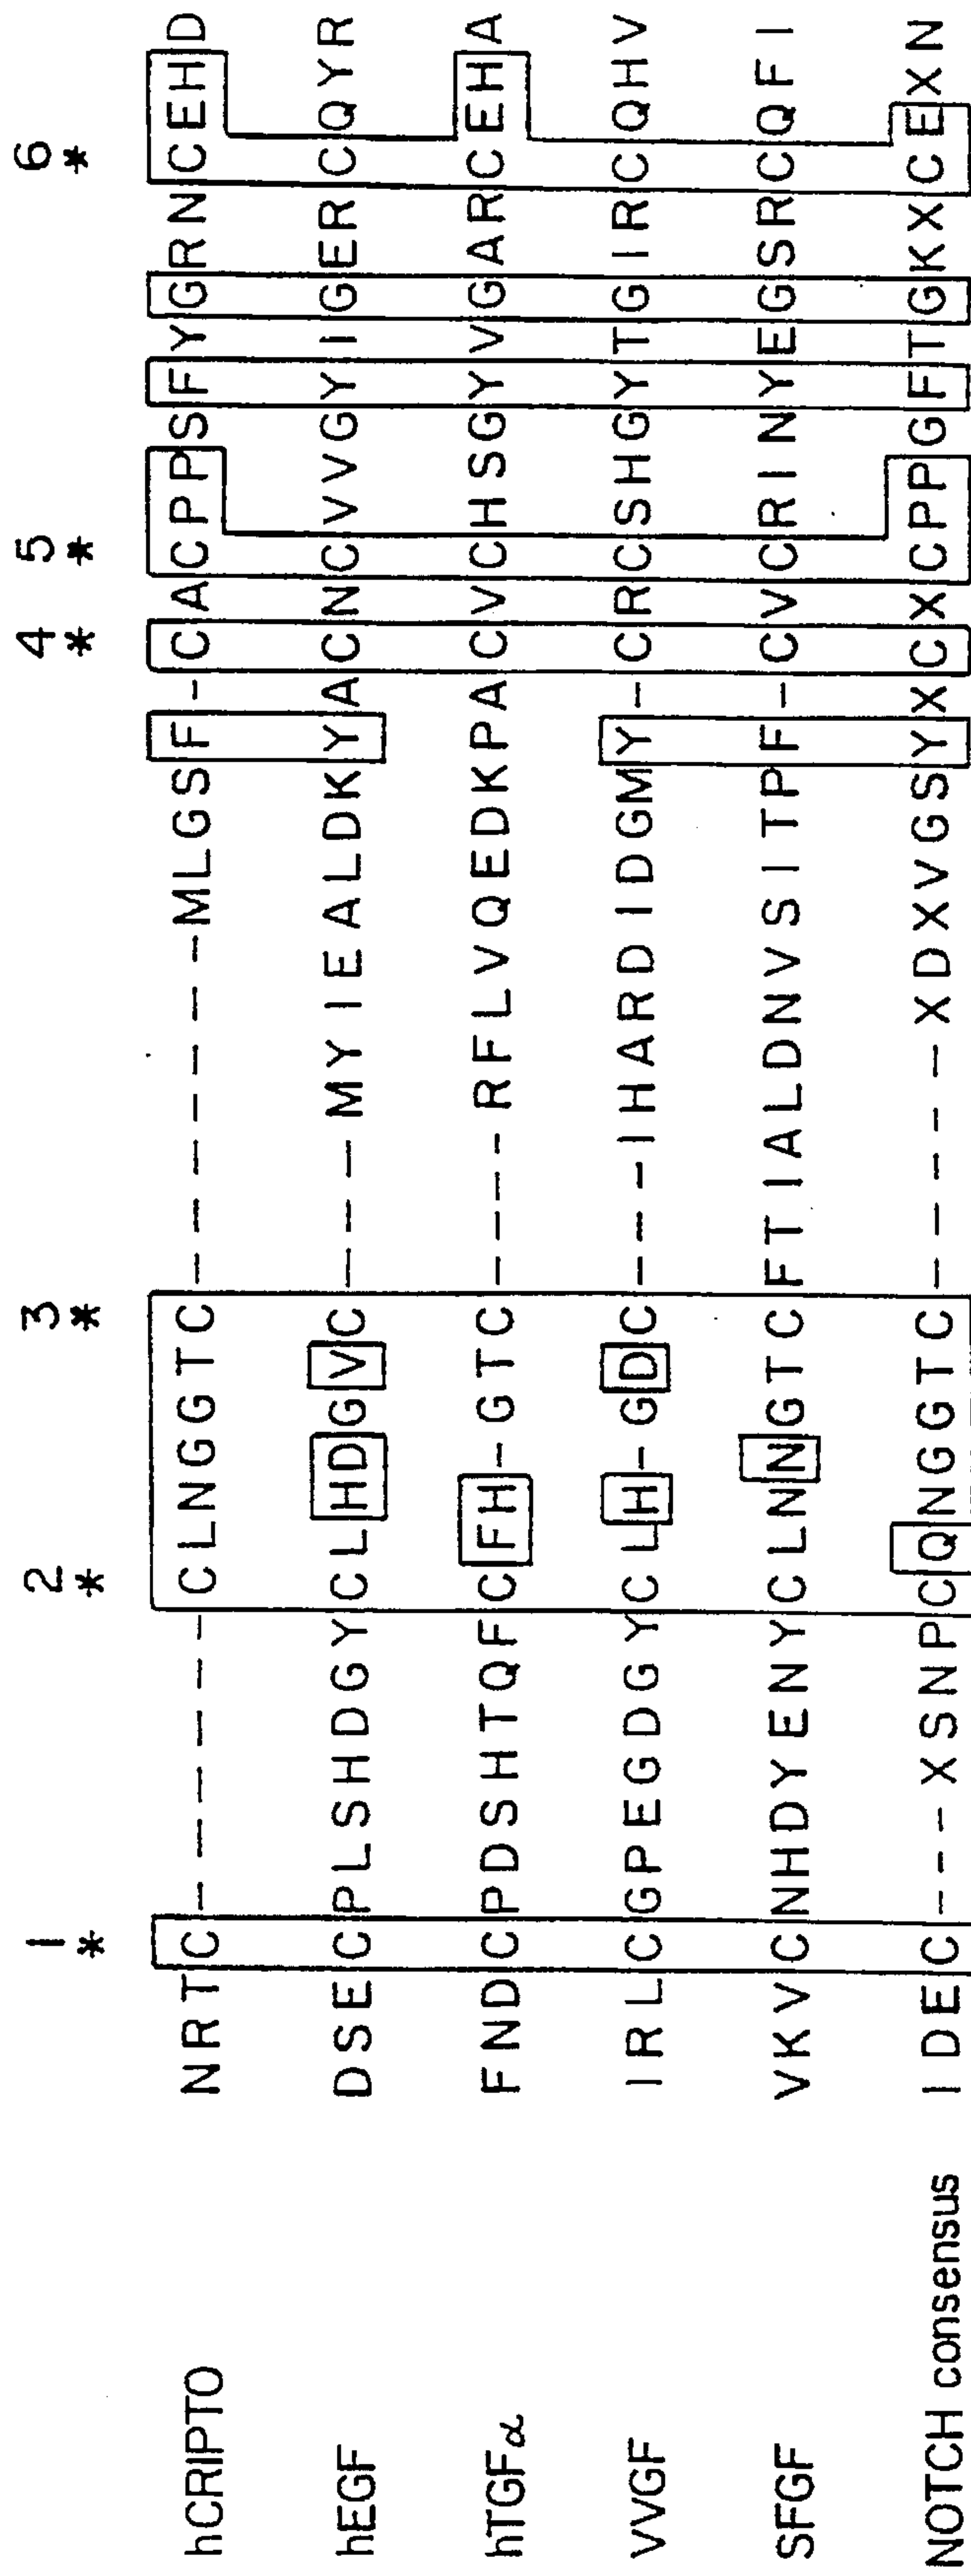 1 2 3 4 5 6
* * * * * *
hCRIPTO NRTC------CLNGGTC--------MLGSF-CACPPSFYGRNCEHD
hEGF DSECPLSHDGYCLHDGVC----MYIEALDKYACNCVVGYIGERCQYR
hTGFα FNDCPDSHTQFCFH-GTC----RFLVQEDKPACVCHSGYVGARCEHA
VVGF IRLCGPEGDGYCLH-GDC---IHARDIDGMY-CRCSHGYTGIRCQHV
SFGF VKVCNHDYENYCLNNGTCFTIALDNVSITPF-CVCRINYEGSRCQFI
NOTCH consensus IDEC---XSNPCQNGGTC-----XDXVGSYXCXCPPGFTGKXCEXN